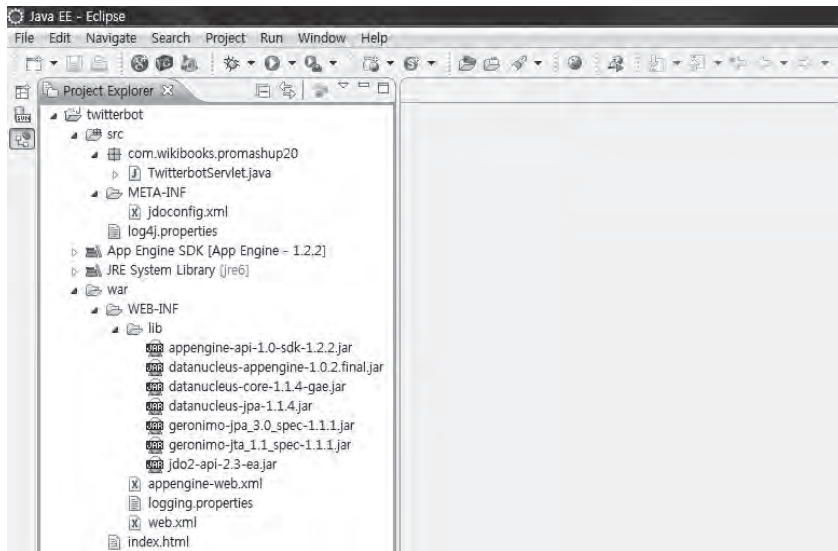 Java EE - Eclipse
File Edit Navigate Search Project Run Window Help
Project Explorer
twitterbot
src
com.wikibooks.promashup20
TwitterbotServlet.java
META-INF
jdoconfig.xml
log4j.properties
App Engine SDK [App Engine - 1.2.2]
JRE System Library [jre6]
war
WEB-INF
lib
appengine-api-1.0-sdk-1.2.2.jar
datanucleus-appengine-1.0.2.final.jar
datanucleus-core-1.1.4-gae.jar
datanucleus-jpa-1.1.4.jar
geronimo-jpa_3.0_spec-1.1.1.jar
geronimo-jta_1.1_spec-1.1.1.jar
jdo2-api-2.3-ea.jar
appengine-web.xml
logging.properties
web.xml
index.html